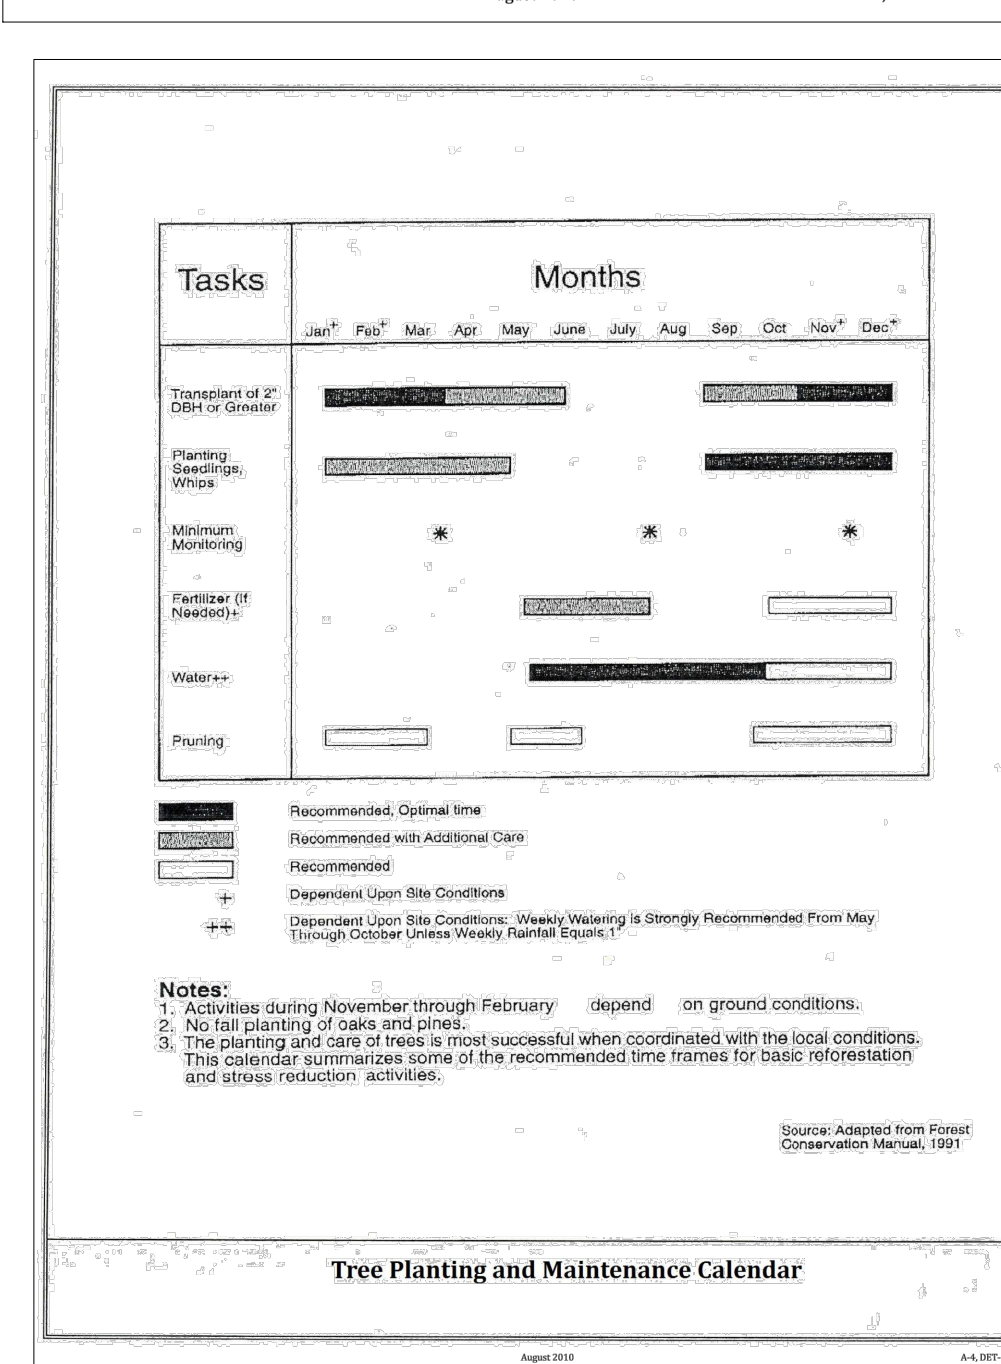 Tasks
Months
Jan+ Feb+ Mar Apr May June July Aug Sep Oct Nov+ Dec+
Transplant of 2"
DBH or Greater
Planting
Seedlings,
Whips
Minimum
Monitoring
* * *
Fertilizer (If
Needed)+
Water++
Pruning
Recommended, Optimal time
Recommended with Additional Care
Recommended
+ Dependent Upon Site Conditions
++ Dependent Upon Site Conditions: Weekly Watering is Strongly Recommended From May
Through October Unless Weekly Rainfall Equals 1"
Notes:
1. Activities during November through February depend on ground conditions.
2. No fall planting of oaks and pines.
3. The planting and care of trees is most successful when coordinated with the local conditions.
This calendar summarizes some of the recommended time frames for basic reforestation
and stress reduction activities.
Source: Adapted from Forest
Conservation Manual, 1991
Tree Planting and Maintenance Calendar
August 2010
A-4, DET-